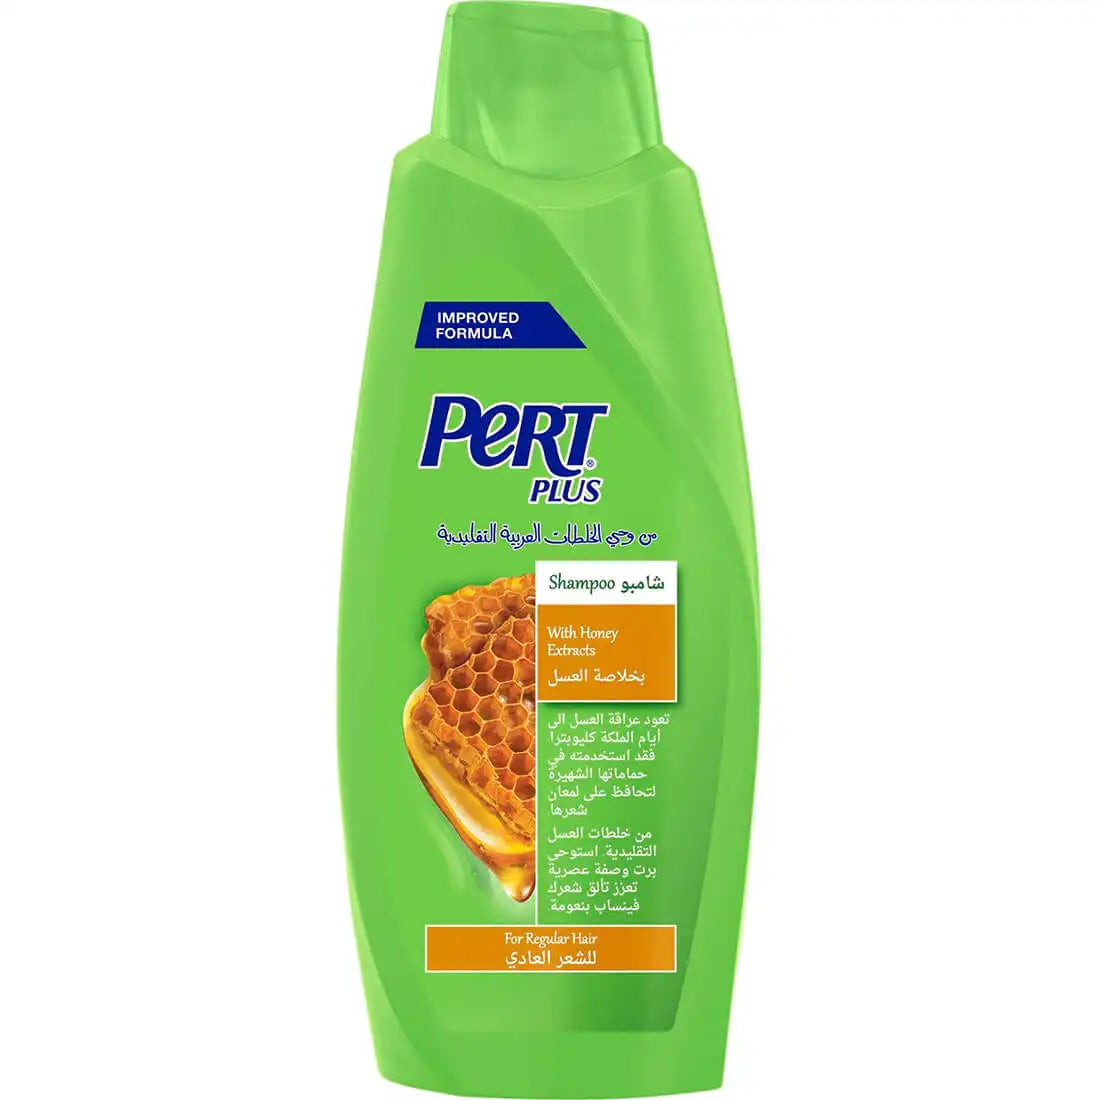 IMPROVED
FORMULA
PERT
PLUS
من وحي الخلطات العربية التقليدية
Shampoo شامبو
With Honey
Extracts
بخلاصة العسل
تعود عراقة العسل الى
أيام الملكة كليوبترا.
فقد استخدمته في
حماماتها الشهيرة
لتحافظ على لمعان
شعرها.
من خلطات العسل
التقليدية. استوحى
برت وصفة عصرية
تعزز تألق شعرك
فينساب بنعومة.
For Regular Hair
للشعر العادي